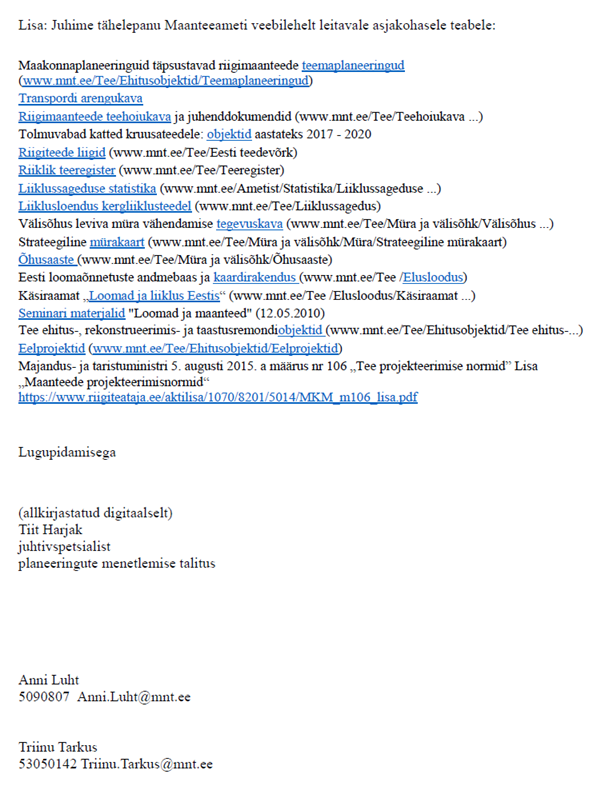 Lisa: Juhime tähelepanu Maanteeameti veebilehelt leitavale asjakohasele teabele:
Maakonnaplaneeringuid täpsustavad riigimaanteede teemaplaneeringud
(www.mnt.ee/Tee/Ehitusobjektid/Teemaplaneeringud)
Transpordi arengukava
Riigimaanteede teehoiukava ja juhenddokumendid (www.mnt.ee/Tee/Teehoiukava ...)
Tolmuvabad katted kruusateedele: objektid aastateks 2017 - 2020
Riigiteede liigid (www.mnt.ee/Tee/Eesti teedevõrk)
Riiklik teeregister (www.mnt.ee/Tee/Teeregister)
Liiklussageduse statistika (www.mnt.ee/Ametist/Statistika/Liiklussageduse ...)
Liiklusloendus kergliiklusteedel (www.mnt.ee/Tee/Liiklussagedus)
Välisõhus leviva müra vähendamise tegevuskava (www.mnt.ee/Tee/Müra ja välisõhk/Välisõhus ...)
Strateegiline mürakaart (www.mnt.ee/Tee/Müra ja välisõhk/Müra/Strateegiline mürakaart)
Õhusaaste (www.mnt.ee/Tee/Müra ja välisõhk/Õhusaaste)
Eesti loomaõnnetuste andmebaas ja kaardirakendus (www.mnt.ee/Tee /Elusloodus)
Käsiraamat „Loomad ja liiklus Eestis“ (www.mnt.ee/Tee /Elusloodus/Käsiraamat ...)
Seminari materjalid "Loomad ja maanteed" (12.05.2010)
Tee ehitus-, rekonstrueerimis- ja taastusremondiobjektid (www.mnt.ee/Tee/Ehitusobjektid/Tee ehitus-...)
Eelprojektid (www.mnt.ee/Tee/Ehitusobjektid/Eelprojektid)
Majandus- ja taristuministri 5. augusti 2015. a määrus nr 106 „Tee projekteerimise normid” Lisa
„Maanteede projekteerimisnormid“
https://www.riigiteataja.ee/aktilisa/1070/8201/5014/MKM_m106_lisa.pdf
Lugupidamisega
(allkirjastatud digitaalselt)
Tiit Harjak
juhtivspetsialist
planeeringute menetlemise talitus
Anni Luht
5090807  Anni.Luht@mnt.ee
Triinu Tarkus
53050142 Triinu.Tarkus@mnt.ee